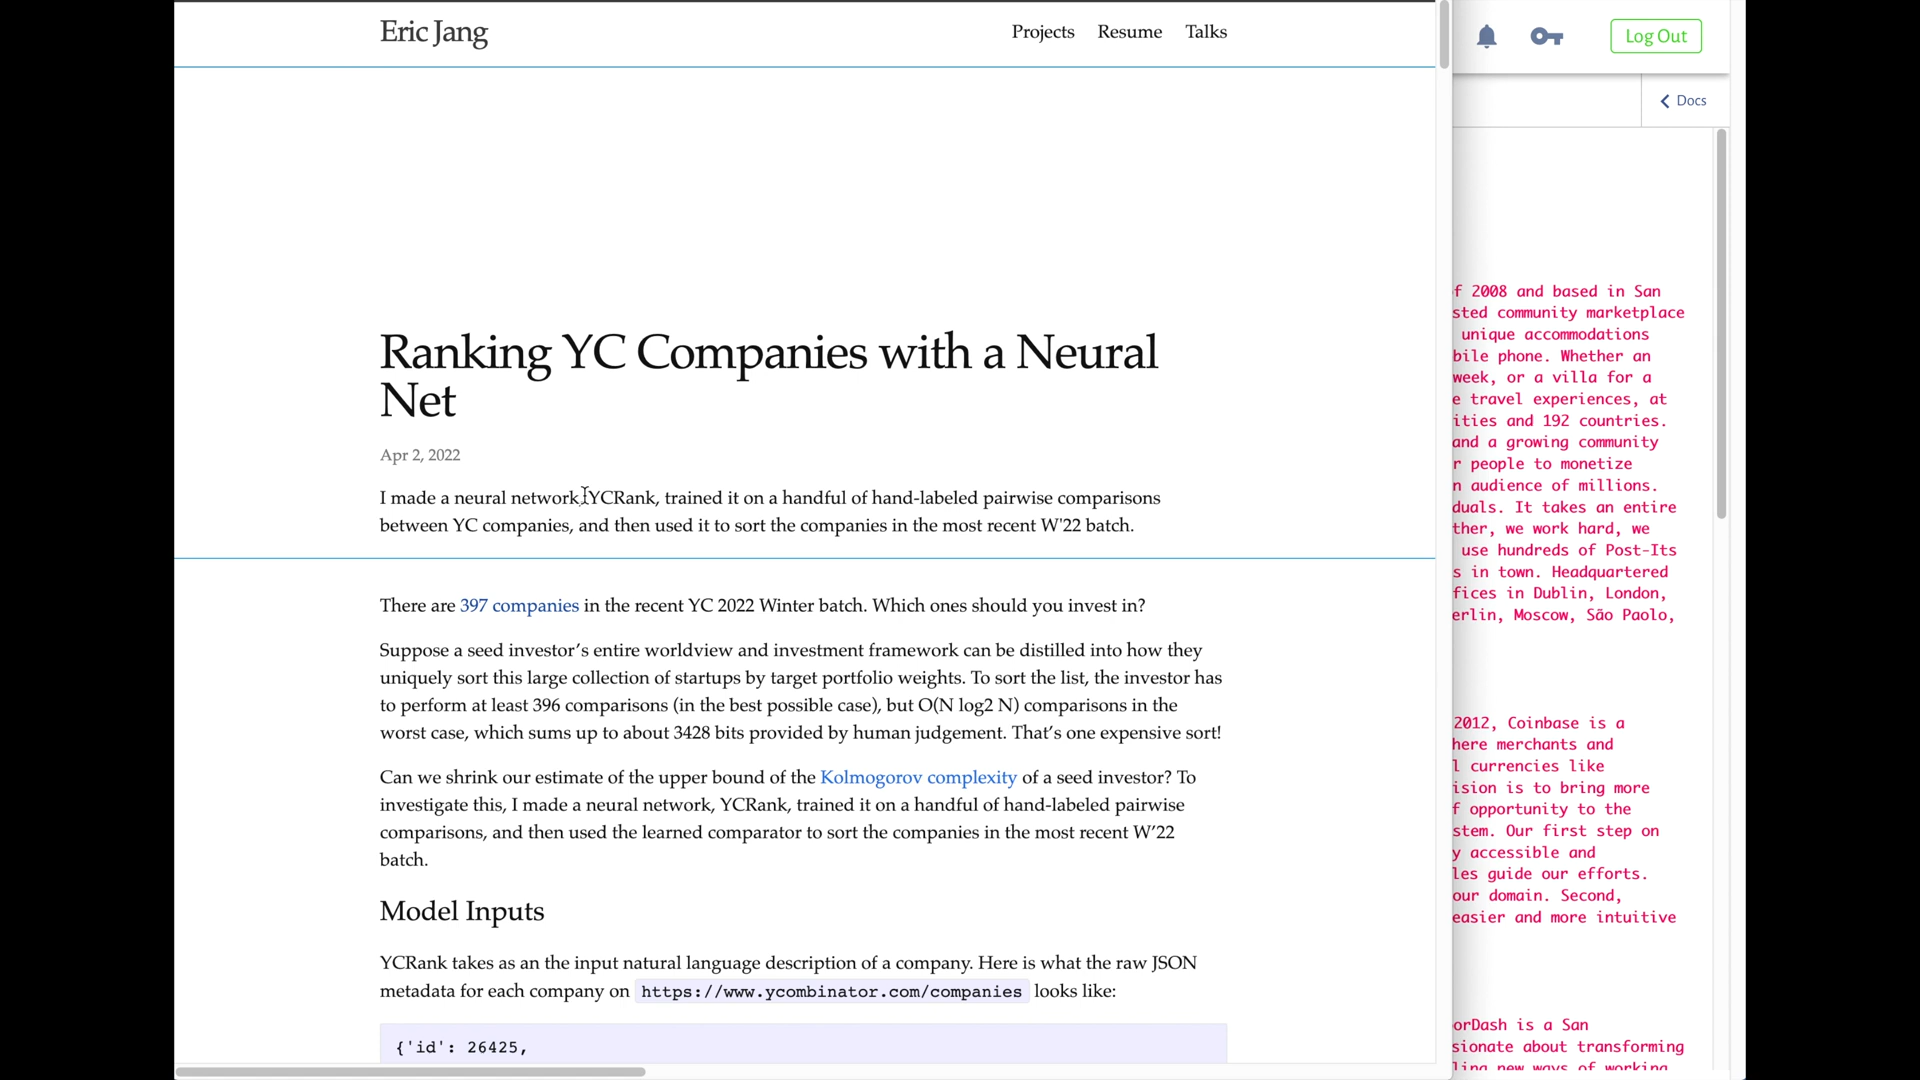 Eric Jang
Projects Resume Talks
Log Out
Docs
Ranking YC Companies with a Neural
Net
Apr 2, 2022
I made a neural network, YCRank, trained it on a handful of hand-labeled pairwise comparisons
between YC companies, and then used it to sort the companies in the most recent W'22 batch.
There are 397 companies in the recent YC 2022 Winter batch. Which ones should you invest in?
Suppose a seed investor's entire worldview and investment framework can be distilled into how they
uniquely sort this large collection of startups by target portfolio weights. To sort the list, the investor has
to perform at least 396 comparisons (in the best possible case), but O(N log2 N) comparisons in the
worst case, which sums up to about 3428 bits provided by human judgement. That's one expensive sort!
Can we shrink our estimate of the upper bound of the Kolmogorov complexity of a seed investor? To
investigate this, I made a neural network, YCRank, trained it on a handful of hand-labeled pairwise
comparisons, and then used the learned comparator to sort the companies in the most recent W'22
batch.
Model Inputs
YCRank takes as an the input natural language description of a company. Here is what the raw JSON
metadata for each company on https://www.ycombinator.com/companies looks like:
{'id': 26425,
f 2008 and based in San
sted community marketplace
unique accommodations
bile phone. Whether an
week, or a villa for a
e travel experiences, at
ities and 192 countries.
and a growing community
r people to monetize
n audience of millions.
duals. It takes an entire
ther, we work hard, we
use hundreds of Post-Its
s in town. Headquartered
fices in Dublin, London,
erlin, Moscow, São Paolo,
2012, Coinbase is a
here merchants and
l currencies like
ision is to bring more
f opportunity to the
stem. Our first step on
y accessible and
les guide our efforts.
our domain. Second,
easier and more intuitive
orDash is a San
sionate about transforming
ling new ways of working,